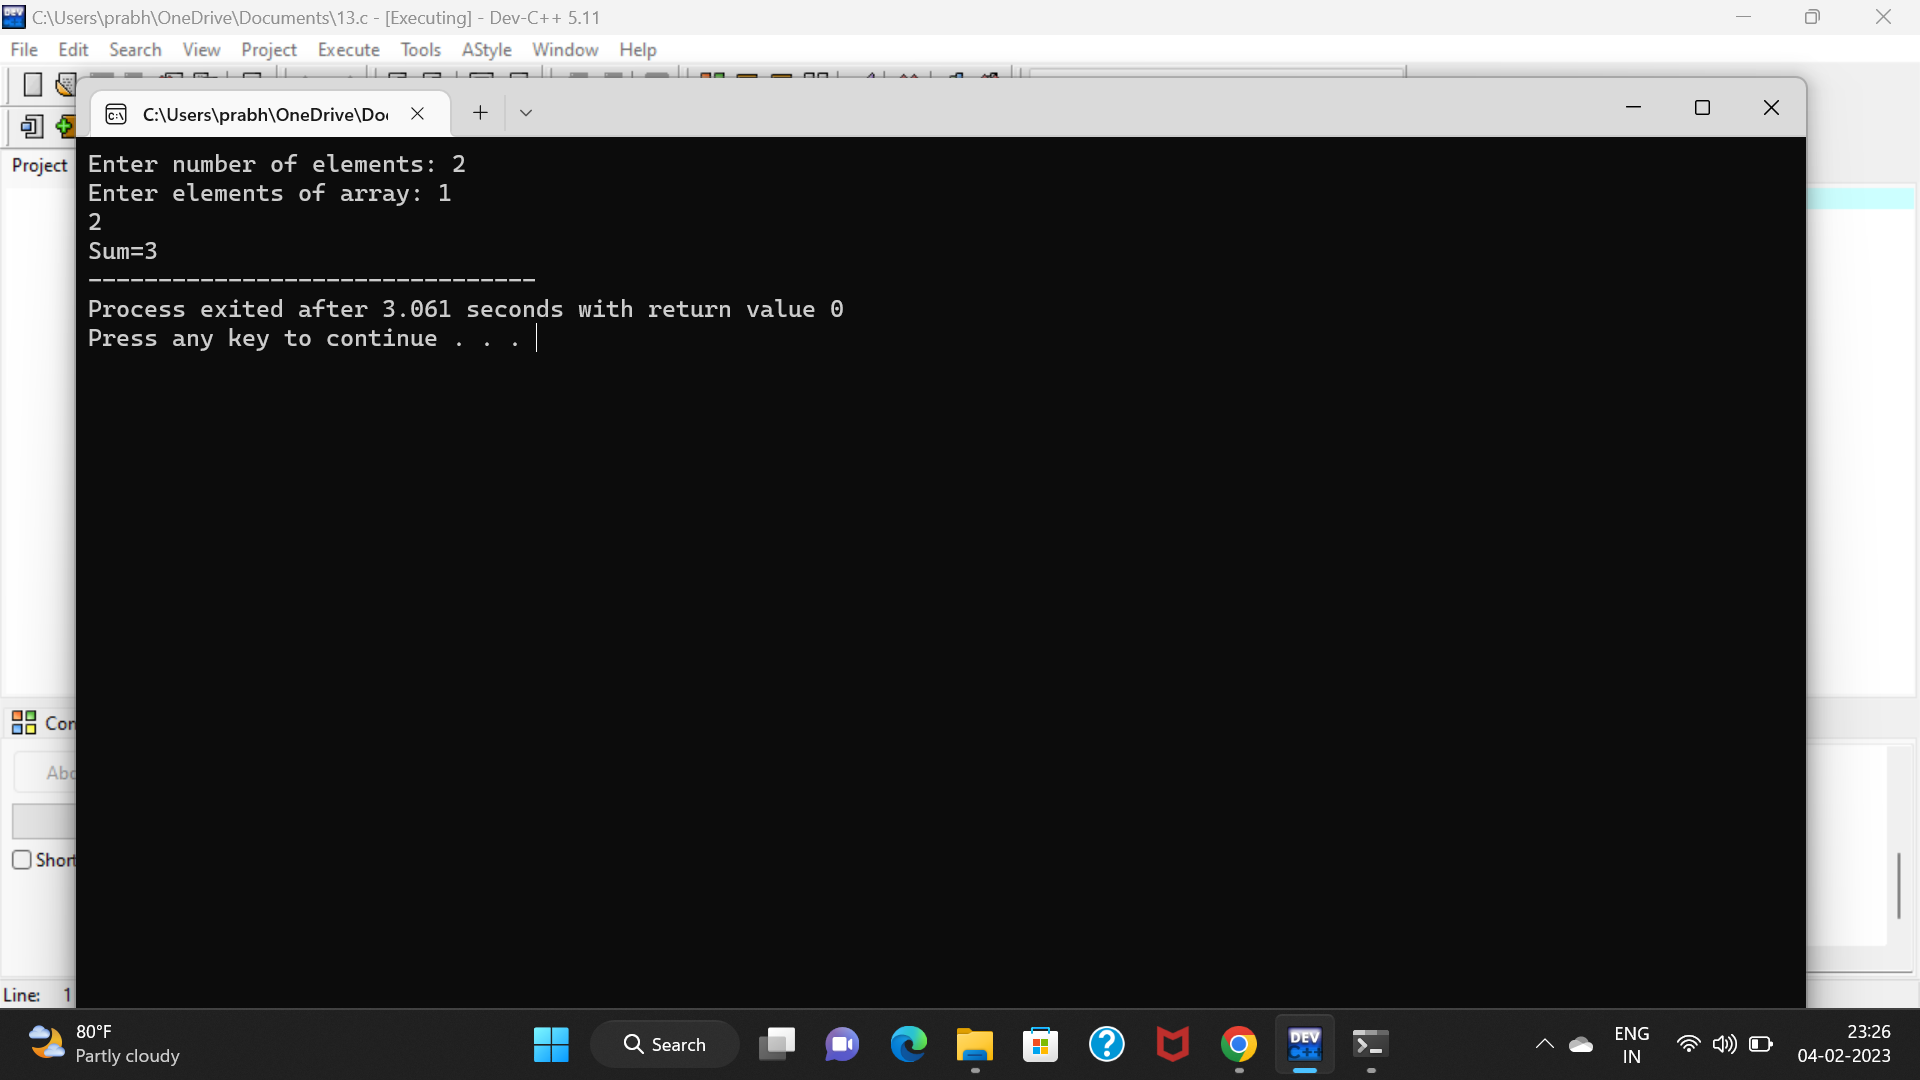 C:\Users\prabh\OneDrive\Documents\13.c - [Executing] - Dev-C++ 5.11
File Edit Search View Project Execute Tools AStyle Window Help
C:\Users\prabh\OneDrive\Do
Project
Enter number of elements: 2
Enter elements of array: 1
2
Sum=3
--------------------------------
Process exited after 3.061 seconds with return value 0
Press any key to continue . . .
Con
Abo
Short
Line: 1
80°F
Partly cloudy
Search
DEV
C++
ENG
IN
23:26
04-02-2023